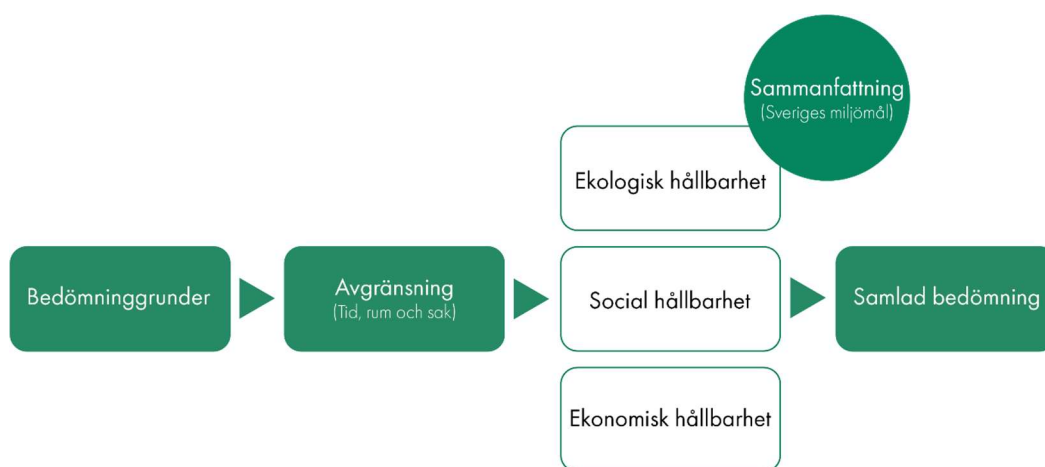 Sammanfattning
(Sveriges miljömål)
Ekologisk hållbarhet
Bedömninggrunder
Avgränsning
(Tid, rum och sak)
Social hållbarhet
Samlad bedömning
Ekonomisk hållbarhet